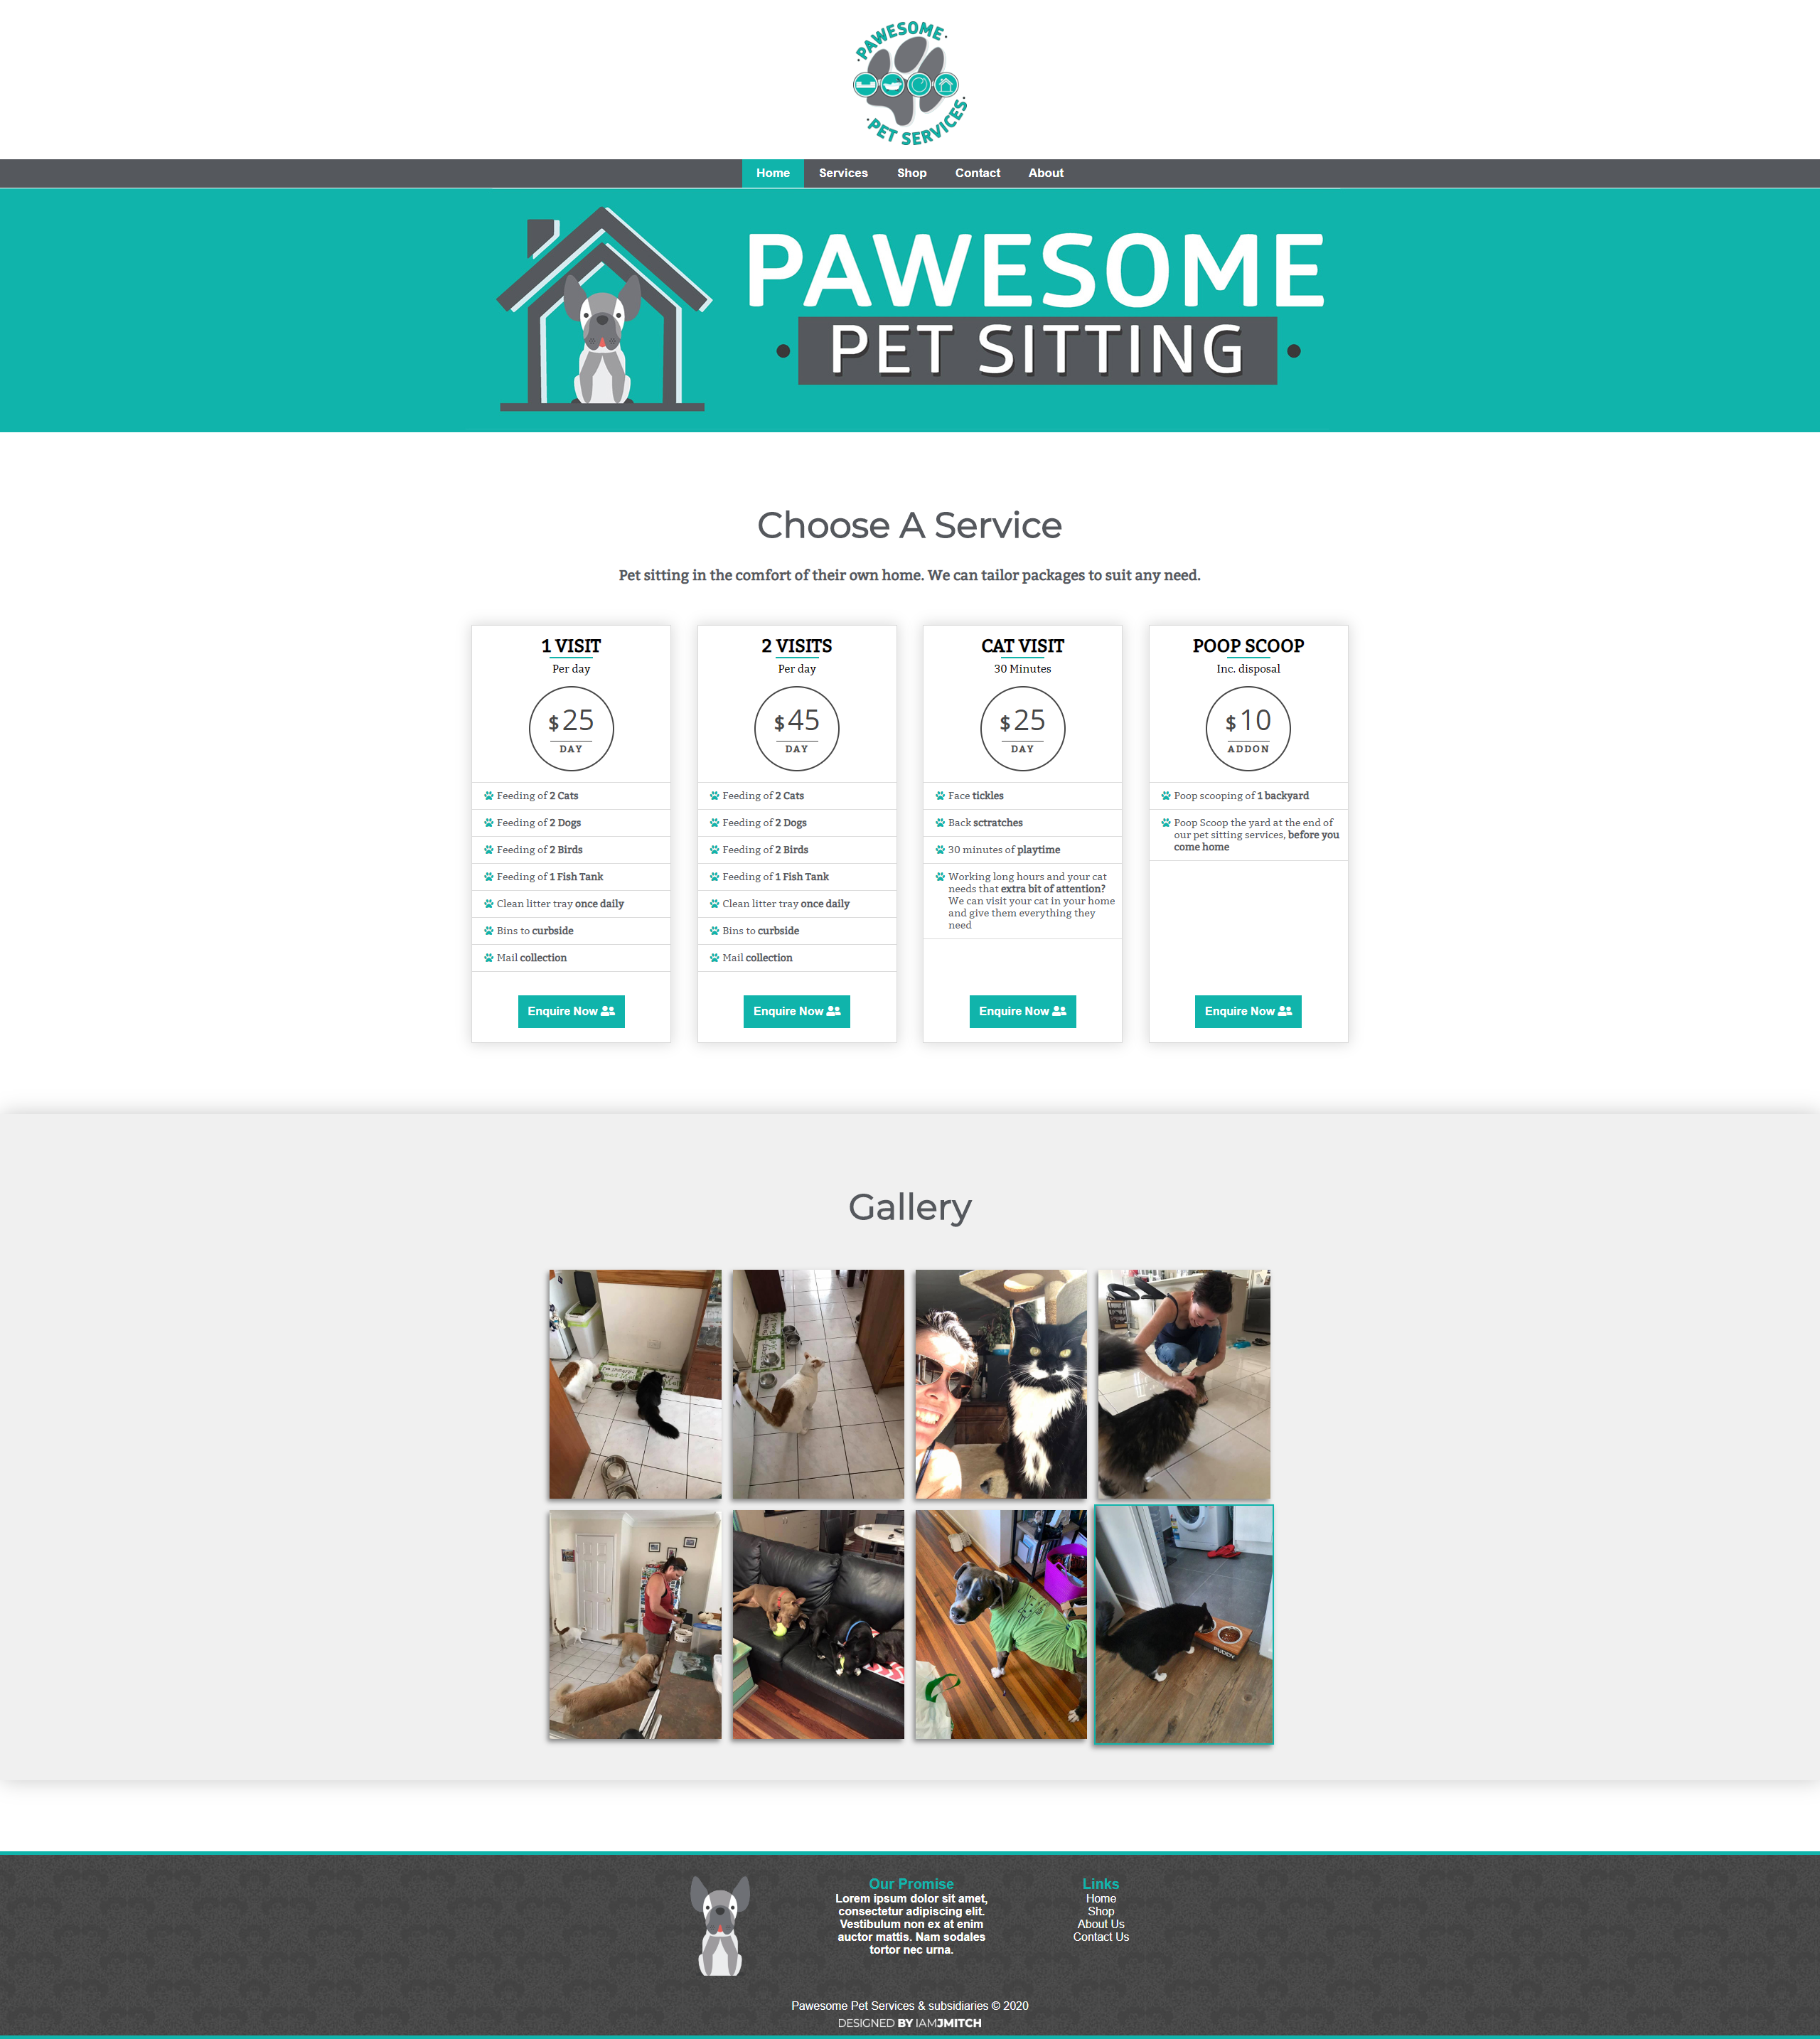 PAWESOME
PET SERVICES
Home Services Shop Contact About
PAWESOME
PET SITTING
Choose A Service
Pet sitting in the comfort of their own home. We can tailor packages to suit any need.
1 VISIT
Per day
$25
DAY
Feeding of 2 Cats
Feeding of 2 Dogs
Feeding of 2 Birds
Feeding of 1 Fish Tank
Clean litter tray once daily
Bins to curbside
Mail collection
Enquire Now
2 VISITS
Per day
$45
DAY
Feeding of 2 Cats
Feeding of 2 Dogs
Feeding of 2 Birds
Feeding of 1 Fish Tank
Clean litter tray once daily
Bins to curbside
Mail collection
Enquire Now
CAT VISIT
30 Minutes
$25
DAY
Face tickles
Back sctratches
30 minutes of playtime
Working long hours and your cat
needs that extra bit of attention?
We can visit your cat in your home
and give them everything they
need
Enquire Now
POOP SCOOP
Inc. disposal
$10
ADDON
Poop scooping of 1 backyard
Poop Scoop the yard at the end of
our pet sitting services, before you
come home
Enquire Now
Gallery
Our Promise
Lorem ipsum dolor sit amet,
consectetur adipiscing elit.
Vestibulum non ex at enim
auctor mattis. Nam sodales
tortor nec urna.
Links
Home
Shop
About Us
Contact Us
Pawesome Pet Services & subsidiaries © 2020
DESIGNED BY IAMJMITCH